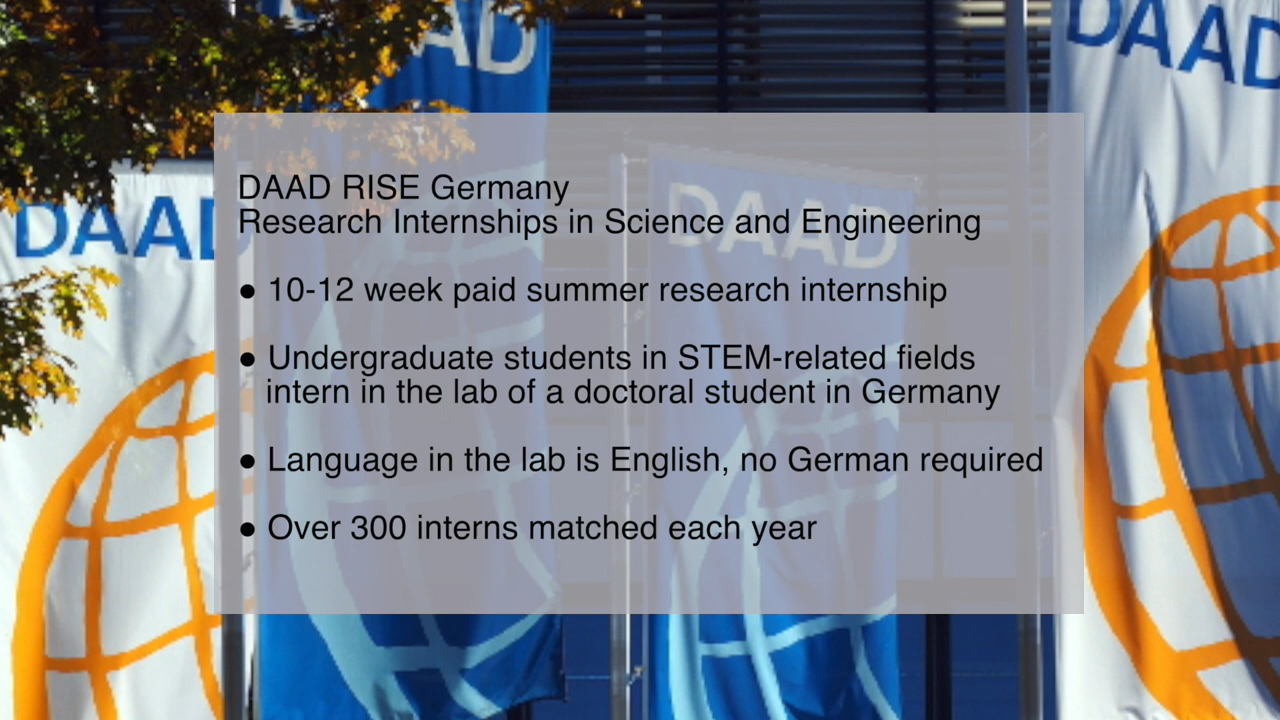 DAAD
DAAD
DAAD
DAAD
DAAD RISE Germany
Research Internships in Science and Engineering
● 10-12 week paid summer research internship
● Undergraduate students in STEM-related fields
intern in the lab of a doctoral student in Germany
● Language in the lab is English, no German required
● Over 300 interns matched each year